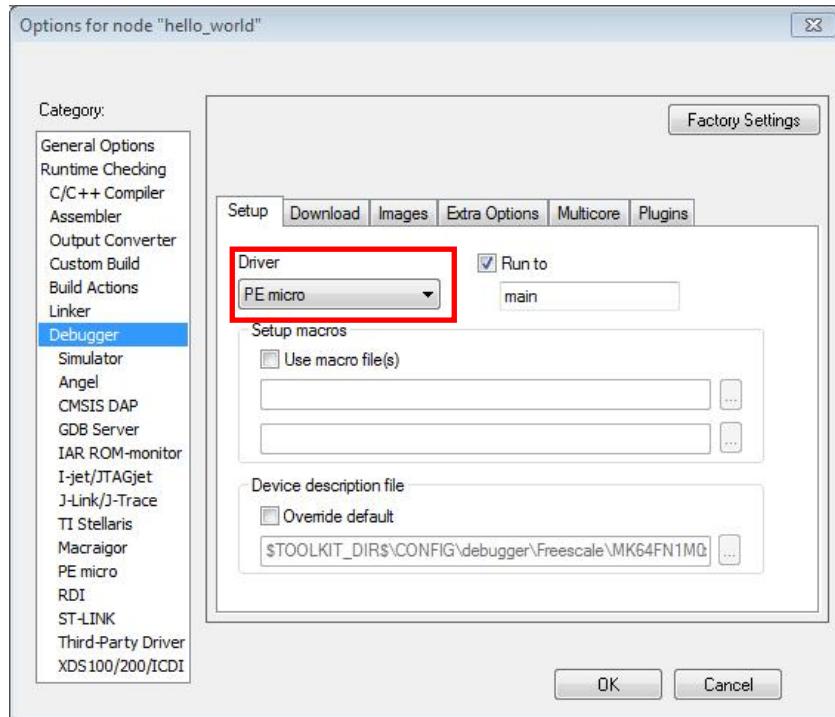 Options for node "hello_world"
Category:
General Options
Runtime Checking
C/C++ Compiler
Assembler
Output Converter
Custom Build
Build Actions
Linker
Debugger
Simulator
Angel
CMSIS DAP
GDB Server
IAR ROM-monitor
I-jet/JTAGjet
J-Link/J-Trace
TI Stellaris
Macraigor
PE micro
RDI
ST-LINK
Third-Party Driver
XDS100/200/ICDI
Factory Settings
Setup Download Images Extra Options Multicore Plugins
Driver
PE micro
Run to
main
Setup macros
Use macro file(s)
...
...
Device description file
Override default
$TOOLKIT_DIR$\CONFIG\debugger\Freescale\MK64FN1M0
...
OK Cancel